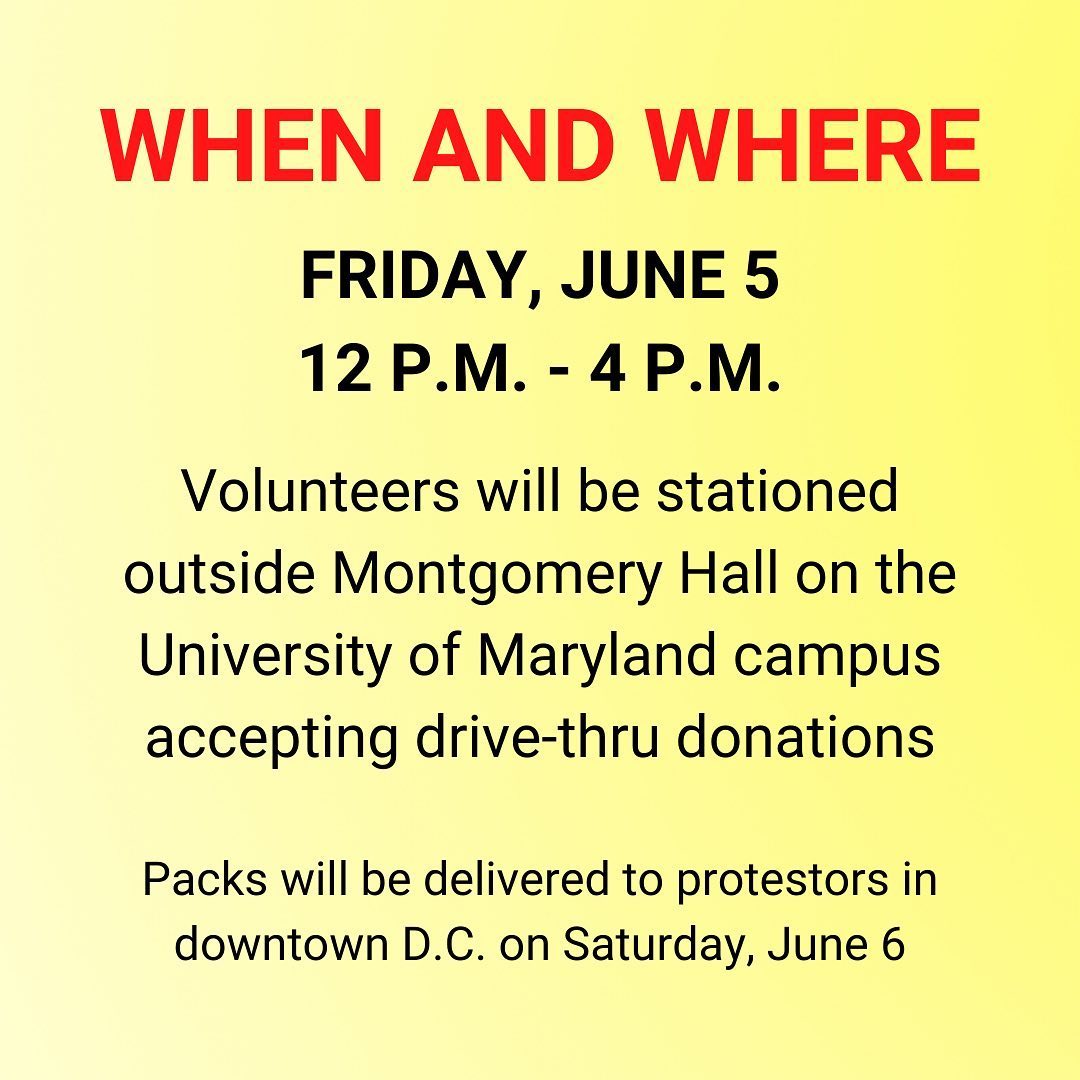 WHEN AND WHERE
FRIDAY, JUNE 5
12 P.M. - 4 P.M.
Volunteers will be stationed
outside Montgomery Hall on the
University of Maryland campus
accepting drive-thru donations
Packs will be delivered to protestors in
downtown D.C. on Saturday, June 6